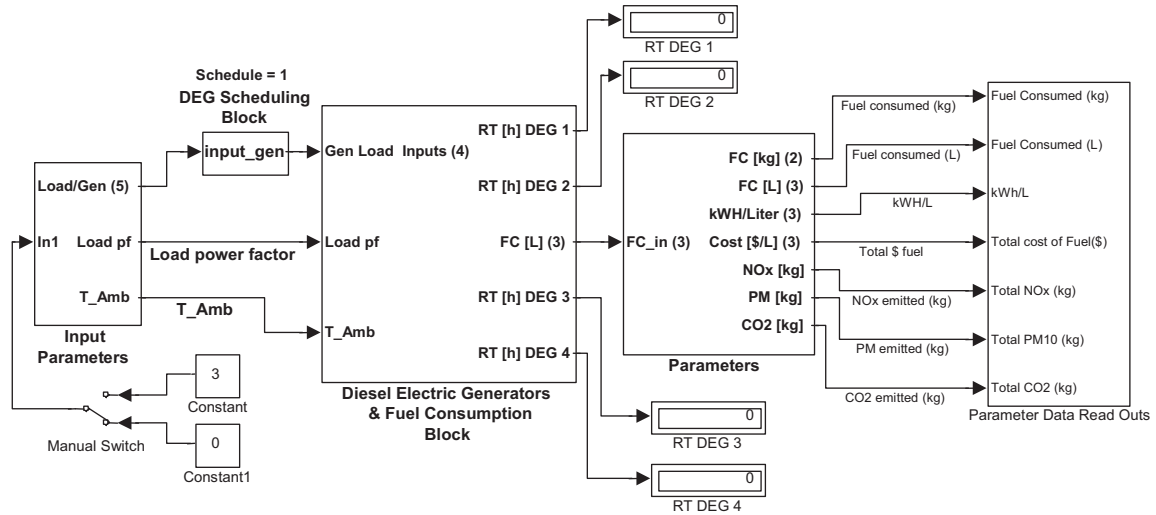 0
RT DEG 1
0
RT DEG 2
Schedule = 1
DEG Scheduling
Block
input_gen
Load/Gen (5)
In1
Load pf
T_Amb
Input
Parameters
Load power factor
T_Amb
3
Constant
Manual Switch
0
Constant1
Gen Load  Inputs (4)
Load pf
T_Amb
RT [h] DEG 1
RT [h] DEG 2
FC [L] (3)
RT [h] DEG 3
RT [h] DEG 4
Diesel Electric Generators
& Fuel Consumption
Block
FC_in (3)
FC [kg] (2)
FC [L] (3)
kWH/Liter (3)
Cost [$/L] (3)
NOx [kg]
PM [kg]
CO2 [kg]
Parameters
Fuel consumed (kg)
Fuel consumed (L)
kWH/L
Total $ fuel
NOx emitted (kg)
PM emitted (kg)
CO2 emitted (kg)
Fuel Consumed (kg)
Fuel Consumed (L)
kWh/L
Total cost of Fuel($)
Total NOx (kg)
Total PM10 (kg)
Total CO2 (kg)
Parameter Data Read Outs
0
RT DEG 3
0
RT DEG 4